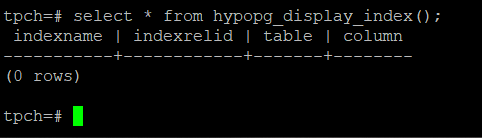 tpch=# select * from hypopg_display_index();
 indexname | indexrelid | table | column
-----------+------------+-------+--------
(0 rows)
tpch=#